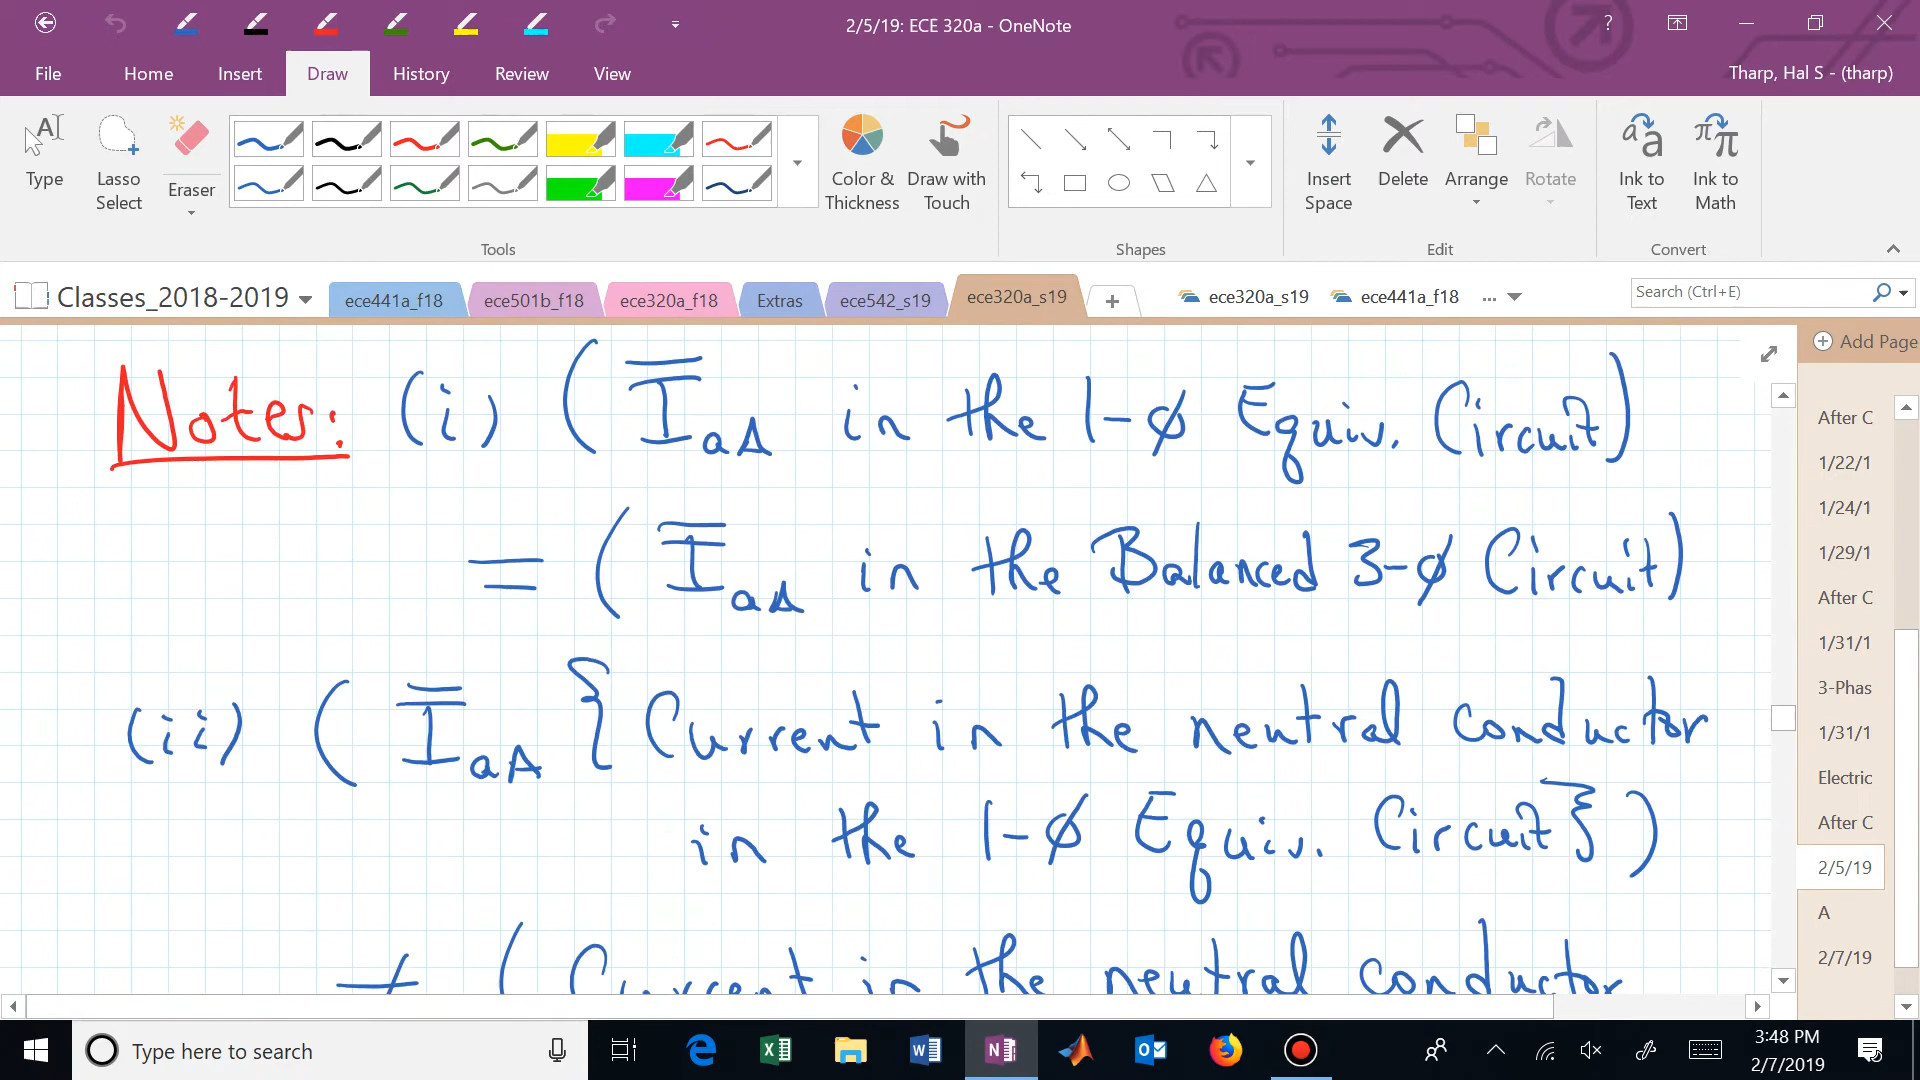 2/5/19: ECE 320a - OneNote
?
Tharp, Hal S - (tharp)
File Home Insert Draw History Review View
Type
Lasso Select
Eraser
Color & Thickness
Draw with Touch
Insert Space
Delete
Arrange
Rotate
Ink to Text
Ink to Math
Tools Shapes Edit Convert
Classes_2018-2019 ece441a_f18 ece501b_f18 ece320a_f18 Extras ece542_s19 ece320a_s19 + ece320a_s19 ece441a_f18 ...
Search (Ctrl+E)
Notes: (i) ( I̅aA in the 1-ϕ Equiv. Circuit)
= ( I̅aA in the Balanced 3-ϕ Circuit)
(ii) ( I̅aA { Current in the neutral conductor
in the 1-ϕ Equiv. Circuit} )
≠ ( Current in the neutral conductor
Add Page
After C
1/22/1
1/24/1
1/29/1
After C
1/31/1
3-Phas
1/31/1
Electric
After C
2/5/19
A
2/7/19
Type here to search
3:48 PM
2/7/2019